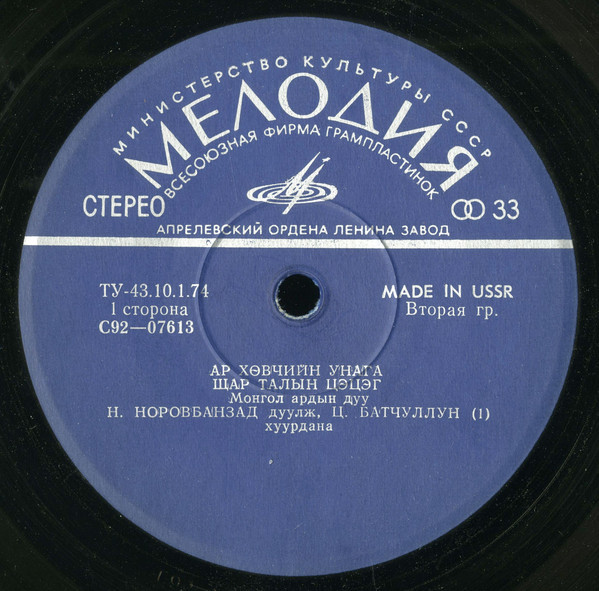 МИНИСТЕРСТВО КУЛЬТУРЫ СССР
МЕЛОДИЯ
ВСЕСОЮЗНАЯ ФИРМА ГРАМПЛАСТИНОК
СТЕРЕО
33
АПРЕЛЕВСКИЙ ОРДЕНА ЛЕНИНА ЗАВОД
ТУ-43.10.1.74
MADE IN USSR
1 сторона
Вторая гр.
С92—07613
АР ХӨВЧИЙН УНАГА
ЩАР ТАЛЫН ЦЭЦЭГ
Монгол ардын дуу
Н. НОРОВБАНЗАД дуулж, Ц. БАТЧУЛЛУН (1)
хуурдана